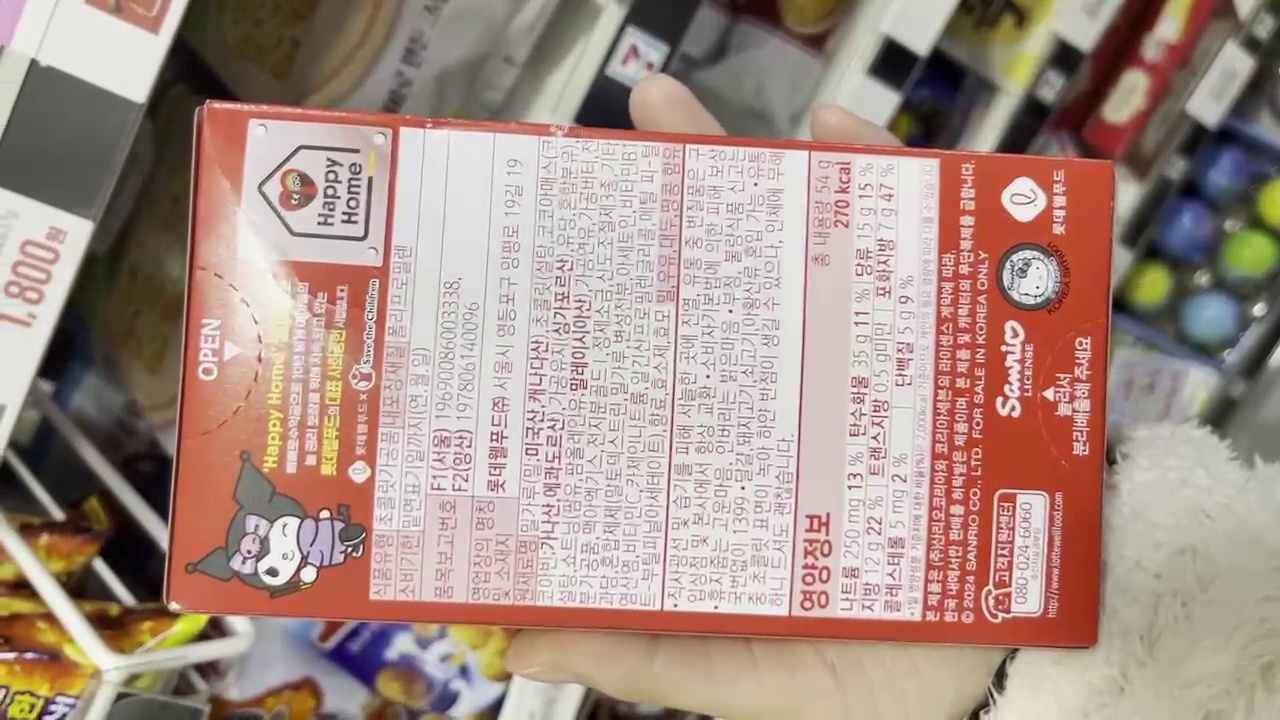 1,800원
OPEN
'Happy Home'
빼빼로수익금으로 10년 넘게
놀 권리 보장을 위해 지속 되고 있는
롯데웰푸드의 대표 사회공헌 사업입니다.
롯데웰푸드 x Save the Children
Happy
Home
식품유형 초콜릿가공품 내포장재질 폴리프로필렌
소비기한 밑면표기일까지(연.월.일)
품목보고번호 F1(서울) 19690086003338,
F2(양산) 197806140096
영업장의 명칭 및 소재지 롯데웰푸드㈜ 서울시 영등포구 양평로 19길 19
원재료명 밀가루(밀:미국산,캐나다산),초콜릿(설탕,코코아매스(코
코아빈:가나산,에콰도르산),가공유지(싱가포르산),유당,혼합분유),
설탕,쇼트닝(팜유,팜올레인유:말레이시아산),가공연유,가공버터,전
분가공품,맥아엑기스,전지분골드I,정제소금,산도조절제3종,기타
과당,혼합제제(말토덱스트린,밀가루,변성전분,아세토인,비타민B1
염산염,비타민C,카제인나트륨,알긴산프로필렌글리콜,메틸 피-털
트-부틸피닐아세테이트),향료,효소제,효모 밀,우유,대두,땅콩 함유
•직사광선 및 습기를 피해 서늘한 곳에 진열, 유통 중 변질품은 구
입상점 및 본사에서 항상 교환 •소비자기본법에 의한 피해 보상
•휴지줍는 고운마음, 안버리는 밝은마음 •부정, 불량식품 신고는
국번없이 1399 •달걀,돼지고기,쇠고기,아황산류 혼입 가능 •유통
중 초콜릿 표면이 녹아 하얀 반점이 생길 수 있으나, 인체에 무해
하니 드셔도 괜찮습니다.
영양정보 총 내용량 54 g
270 kcal
나트륨 250 mg 13 % 탄수화물 35 g 11 % 당류 15 g 15 %
지방 12 g 22 % 트랜스지방 0.5 g미만 포화지방 7 g 47 %
콜레스테롤 5 mg 2 % 단백질 5 g 9 %
*1일 영양성분 기준치에 대한 비율(%)은 2,000kcal 기준이므로 개인의 필요 열량에 따라 다를 수 있습니다.
본 제품은 (주)산리오코리아와 코리아세븐의 라이센스 계약에 따라,
한국 내에서만 판매를 허락받은 제품이며, 본 제품 및 캐릭터의 무단복제를 금합니다.
© 2024 SANRIO CO., LTD. FOR SALE IN KOREA ONLY
고객지원센터
080-024-6060
수신자요금부담
http://www.lottewellfood.com
Sanrio
LICENSE
롯데웰푸드
눌러서
분리배출해 주세요